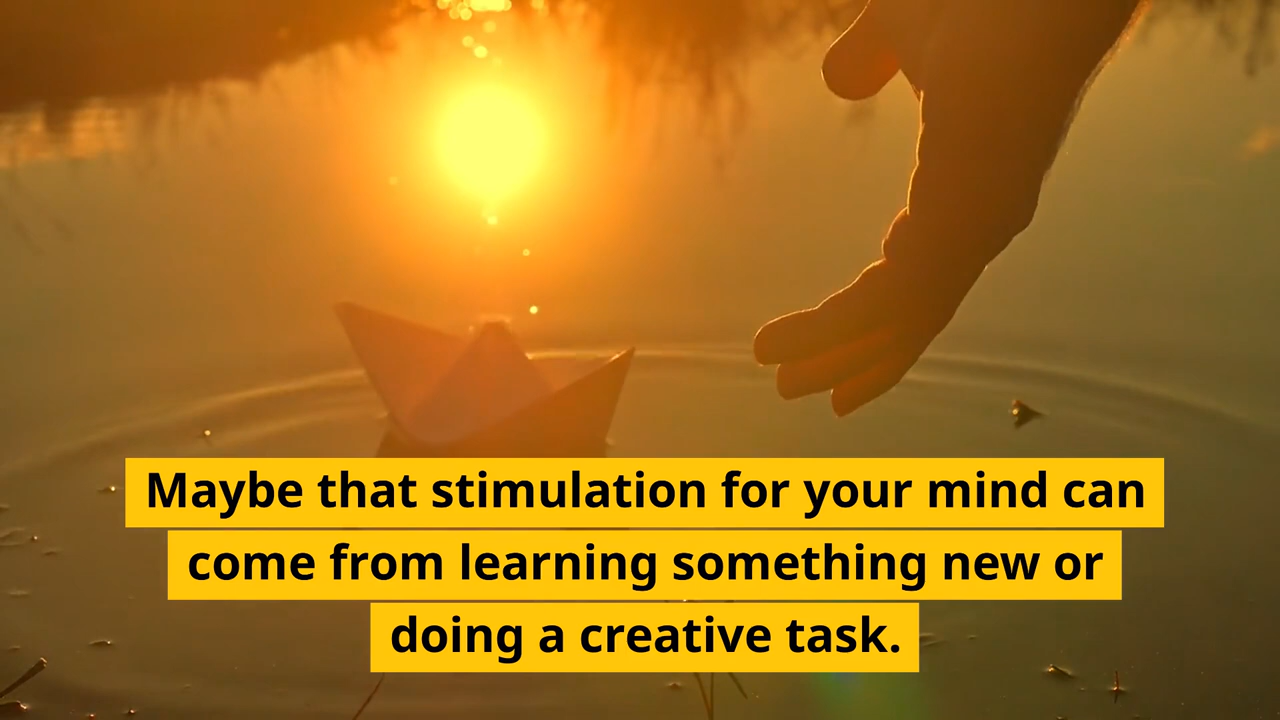 Maybe that stimulation for your mind can
come from learning something new or
doing a creative task.